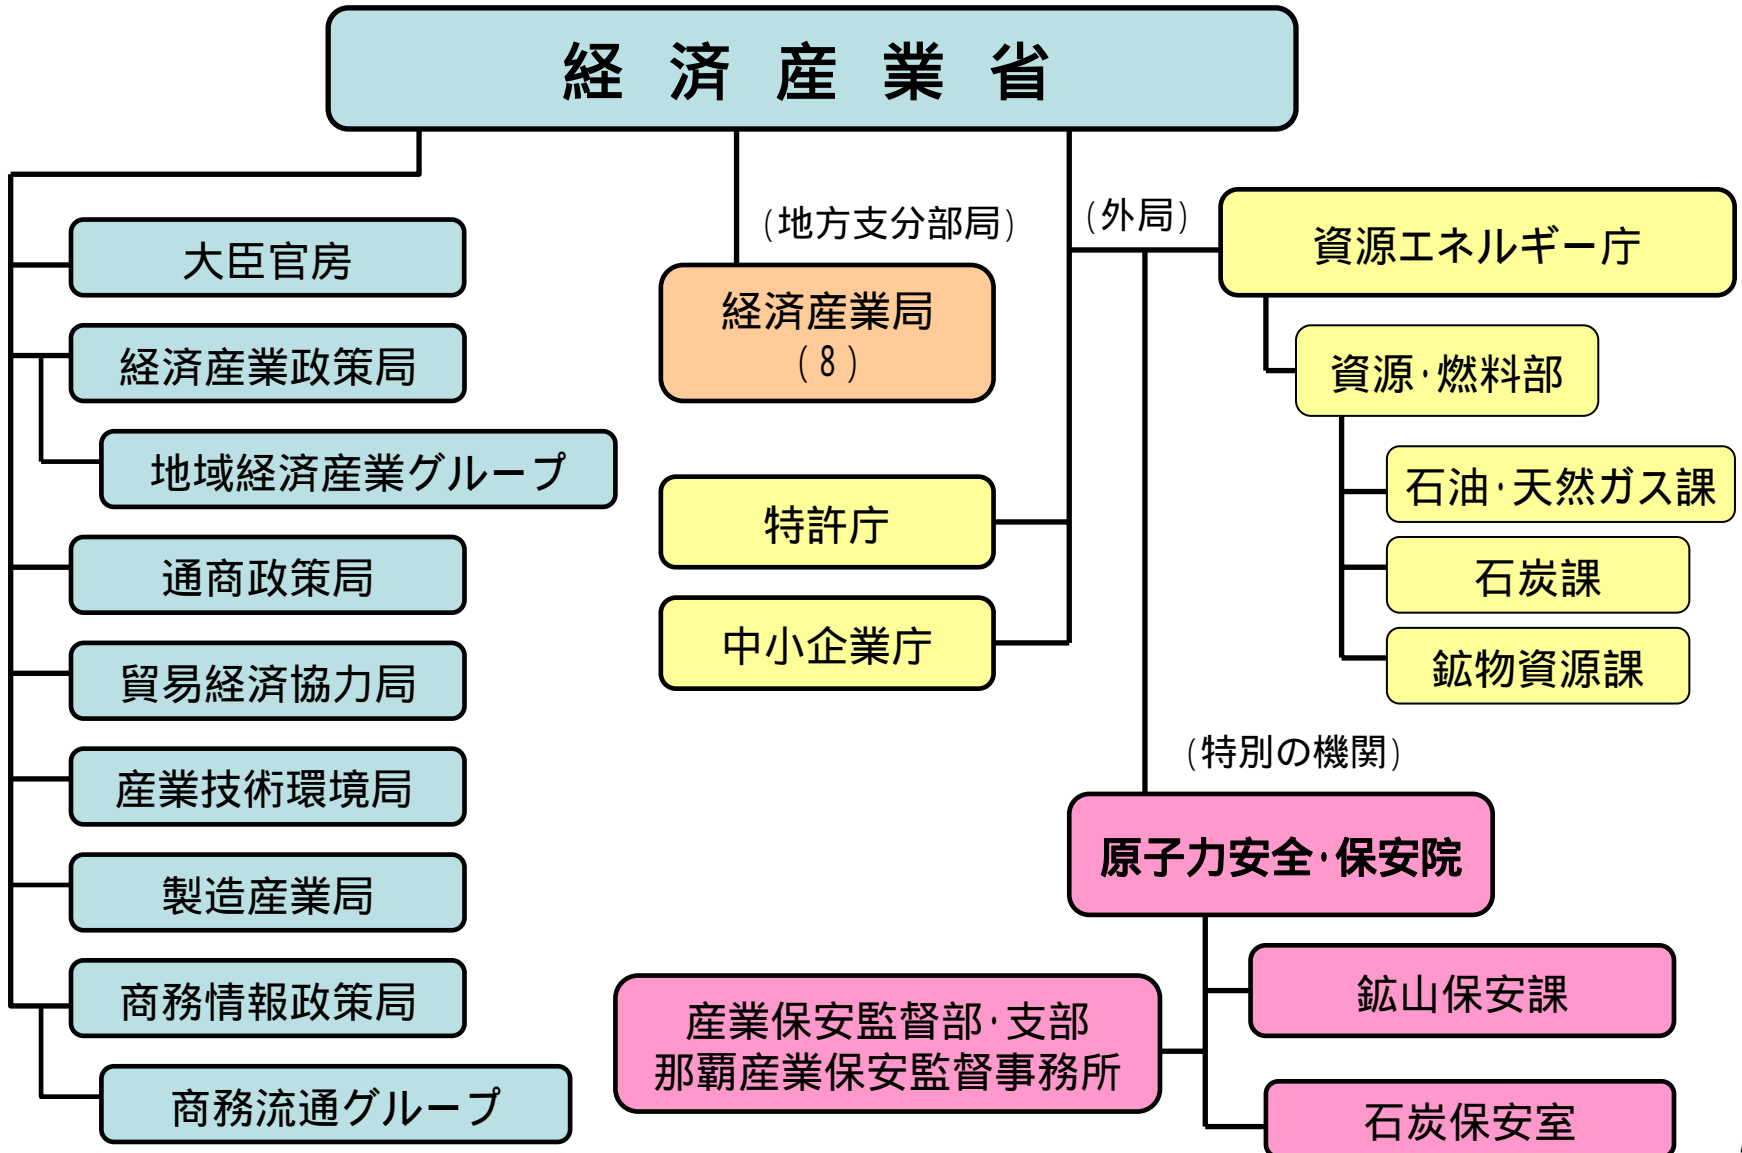 経済産業省
大臣官房
経済産業政策局
地域経済産業グループ
通商政策局
貿易経済協力局
産業技術環境局
製造産業局
商務情報政策局
商務流通グループ
(地方支分部局)
経済産業局
(8)
特許庁
中小企業庁
(外局)
資源エネルギー庁
資源・燃料部
石油・天然ガス課
石炭課
鉱物資源課
(特別の機関)
原子力安全・保安院
鉱山保安課
産業保安監督部・支部
那覇産業保安監督事務所
石炭保安室